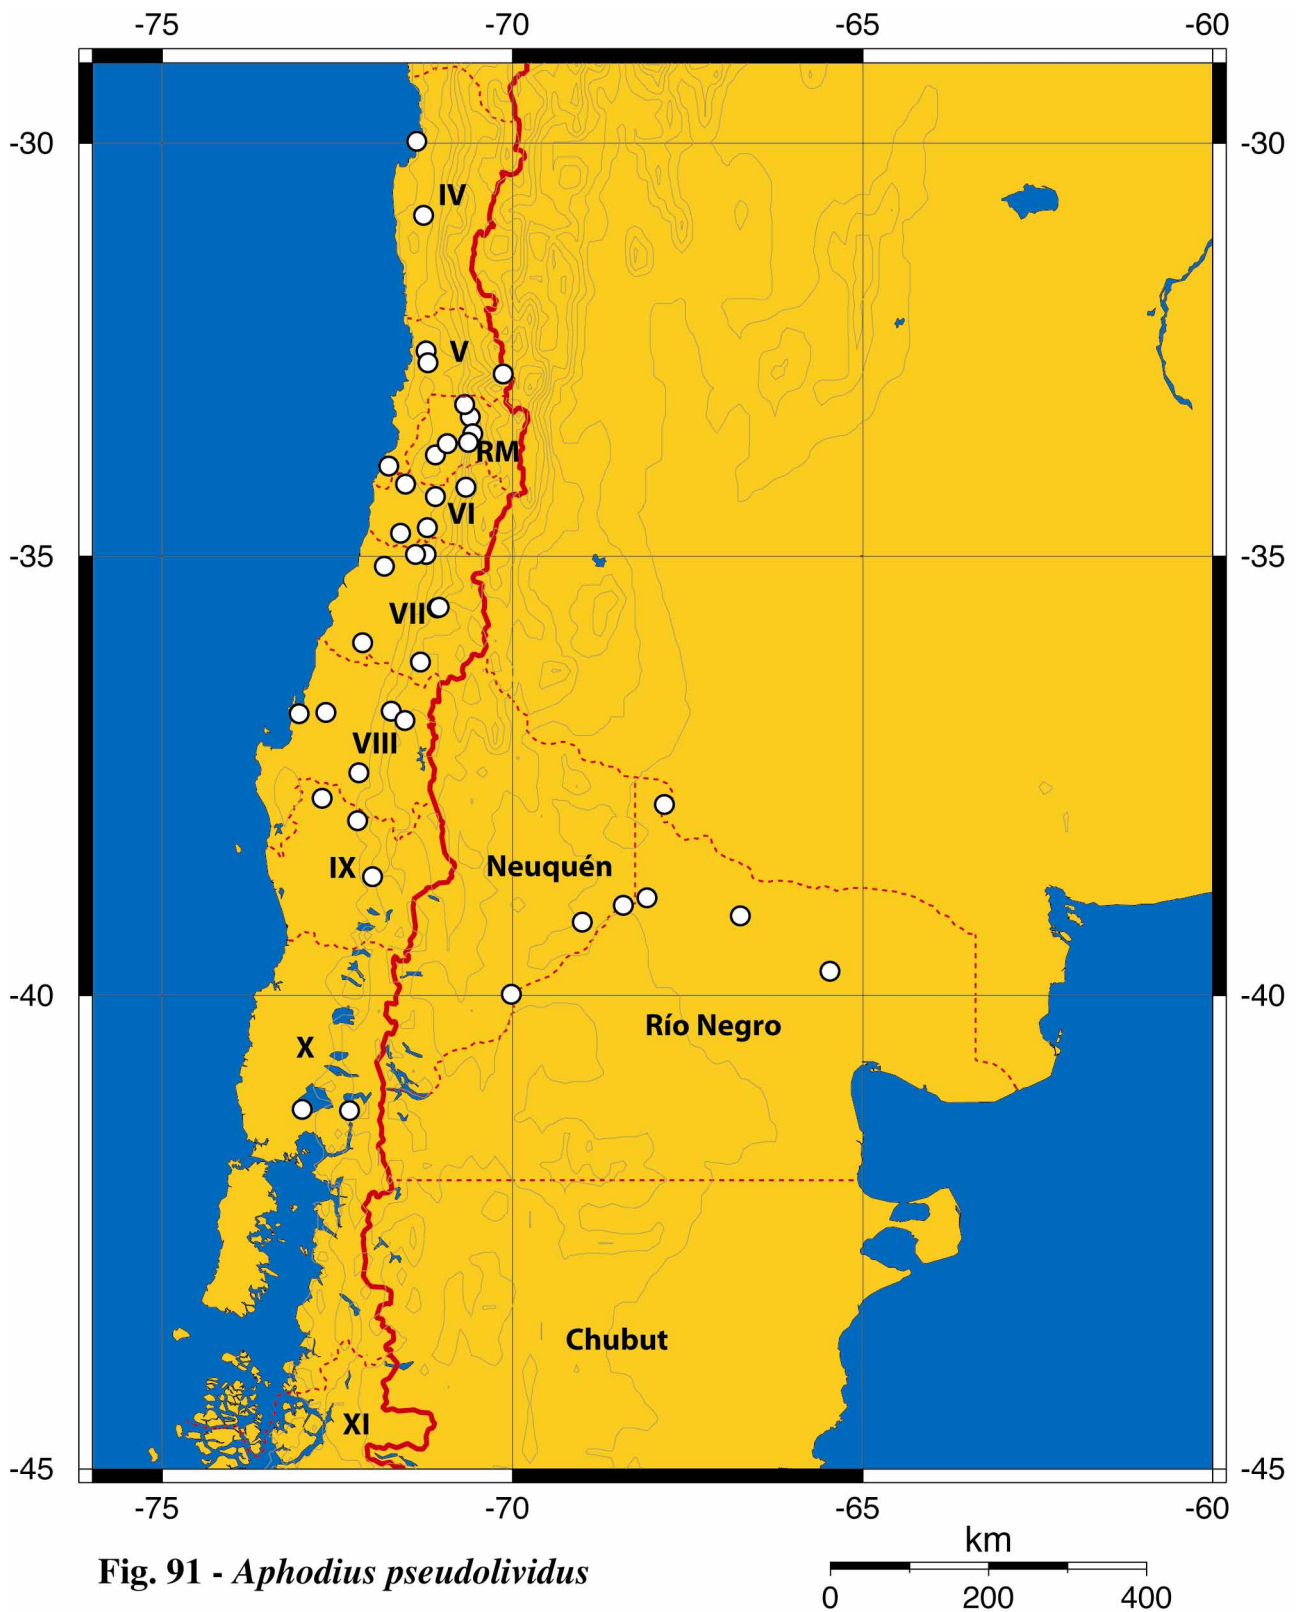 -75 -70 -65 -60
-30 -30
IV
V
RM
VI
-35 -35
VII
VIII
IX Neuquén
-40 -40
Río Negro
X
Chubut
XI
-45 -45
-75 -70 -65 -60
km
Fig. 91 - Aphodius pseudolividus
0 200 400